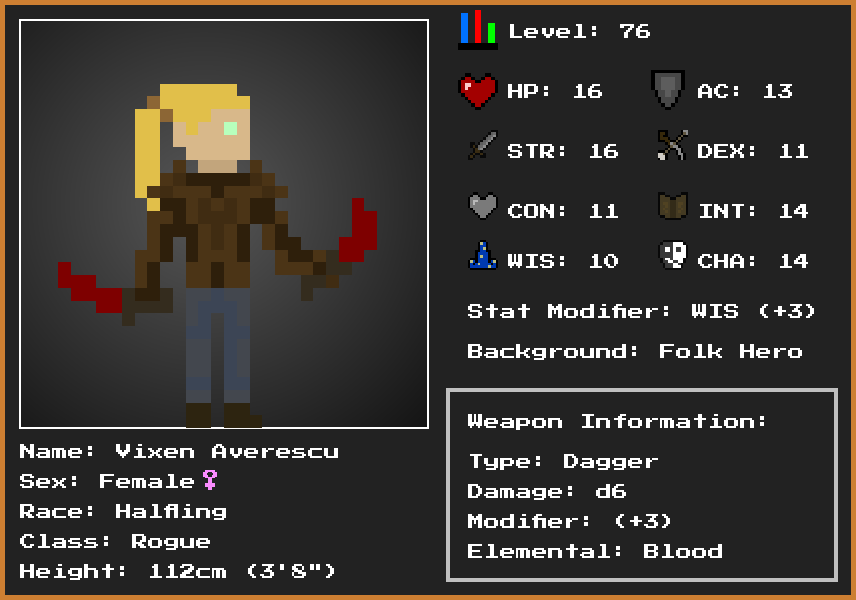 Level: 76
HP: 16
AC: 13
STR: 16
DEX: 11
CON: 11
INT: 14
WIS: 10
CHA: 14
Stat Modifier: WIS (+3)
Background: Folk Hero
Name: Vixen Averescu
Sex: Female♀
Race: Halfling
Class: Rogue
Height: 112cm (3'8")
Weapon Information:
Type: Dagger
Damage: d6
Modifier: (+3)
Elemental: Blood